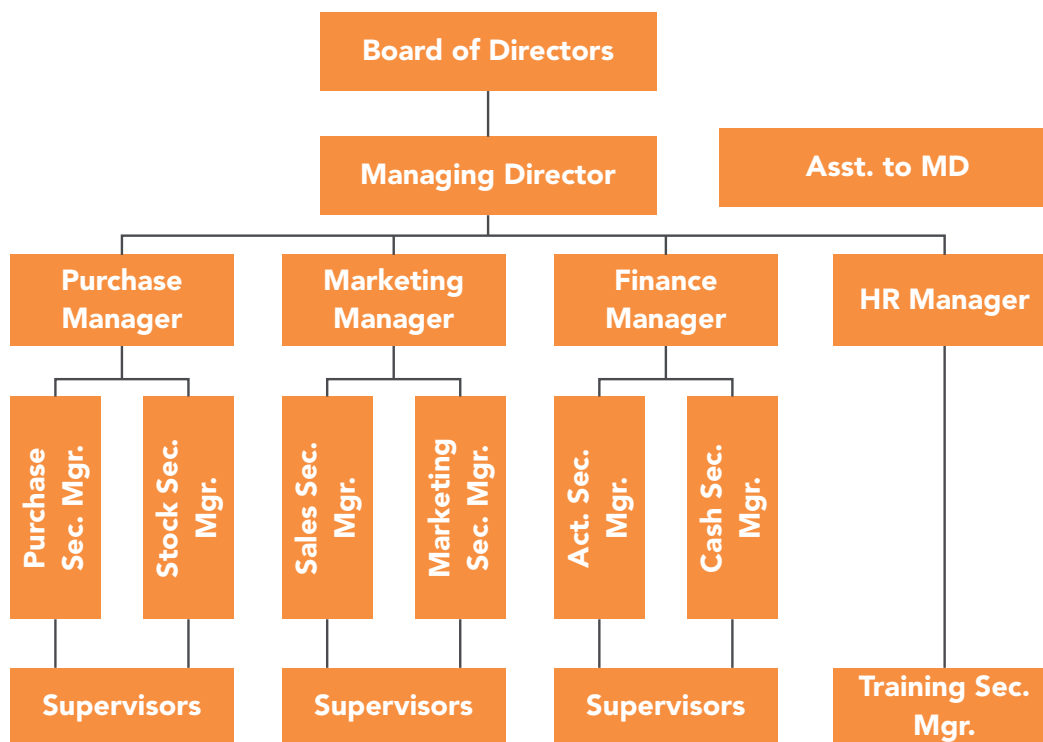 Board of Directors
Managing Director
Asst. to MD
Purchase
Manager
Marketing
Manager
Finance
Manager
HR Manager
Purchase
Sec. Mgr.
Stock Sec.
Mgr.
Sales Sec.
Mgr.
Marketing
Sec. Mgr.
Act. Sec.
Mgr.
Cash Sec.
Mgr.
Supervisors
Supervisors
Supervisors
Training Sec.
Mgr.